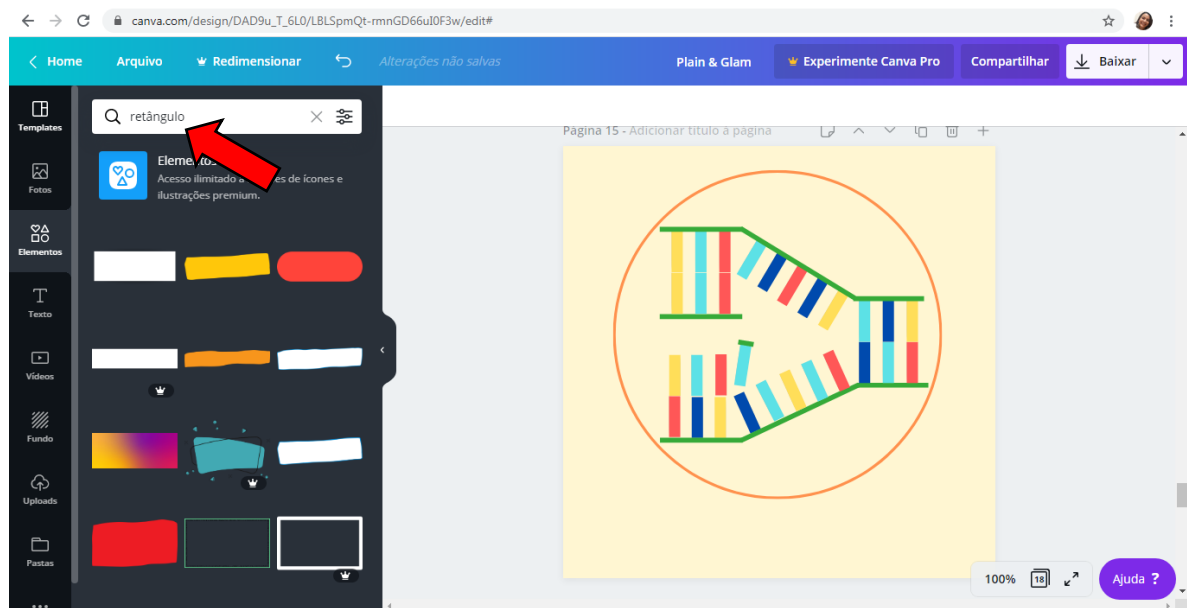 canva.com/design/DAD9u_T_6L0/LBLSpmQt-rmnGD66uI0F3w/edit#
Home
Arquivo
Redimensionar
Alterações não salvas
Plain & Glam
Experimente Canva Pro
Compartilhar
Baixar
Templates
Fotos
Elementos
Texto
Vídeos
Fundo
Uploads
Pastas
retângulo
Acesso ilimitado a
es de ícones e
ilustrações premium.
Página 15 - Adicionar título à página
100%
18
Ajuda ?